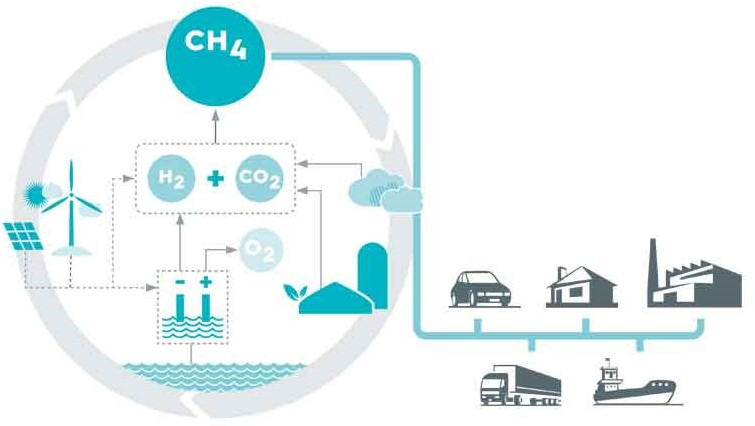 CH₄
H₂ + CO₂
O₂
- +